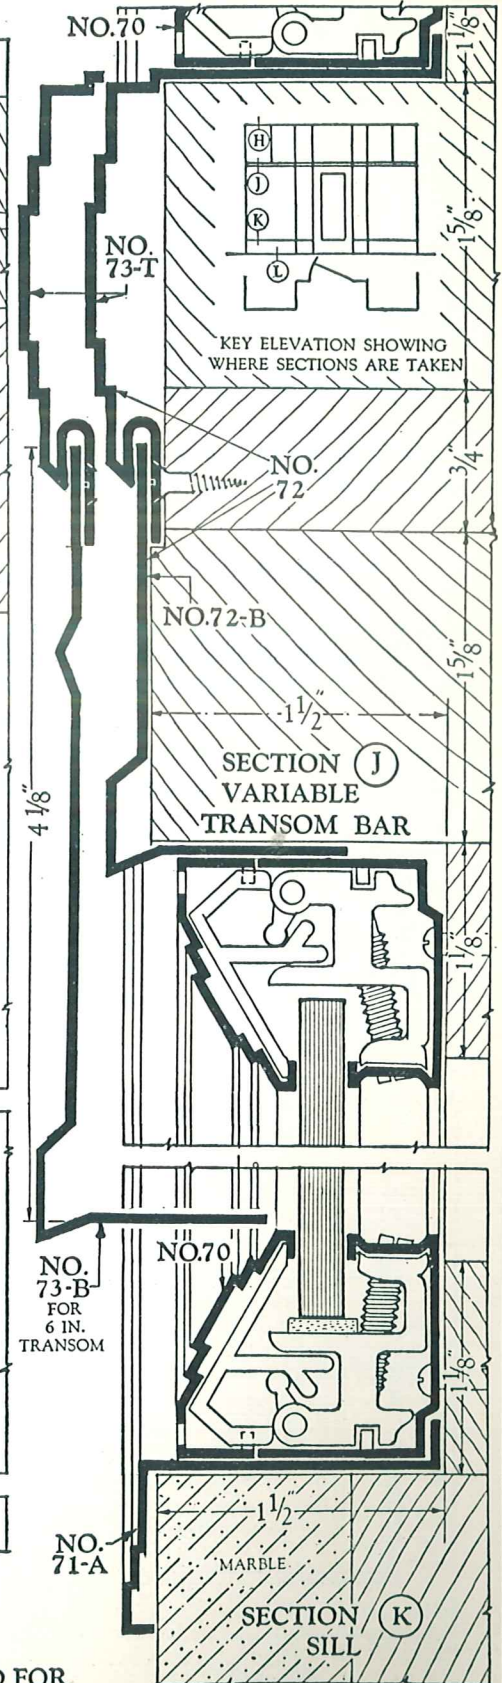 NO.70
1 1/8"
H
J
K
L
NO.
73-T
1 5/8"
KEY ELEVATION SHOWING
WHERE SECTIONS ARE TAKEN
NO.
72
3/4"
NO.72-B
1 5/8"
1 1/2"
SECTION J
VARIABLE
TRANSOM BAR
4 1/8"
1 1/8"
NO.
73-B
FOR
6 IN.
TRANSOM
NO.70
1 1/8"
1 1/2"
NO.
71-A
MARBLE
SECTION K
SILL
FOR